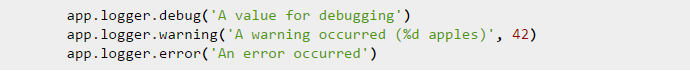 app.logger.debug('A value for debugging')
app.logger.warning('A warning occurred (%d apples)', 42)
app.logger.error('An error occurred')